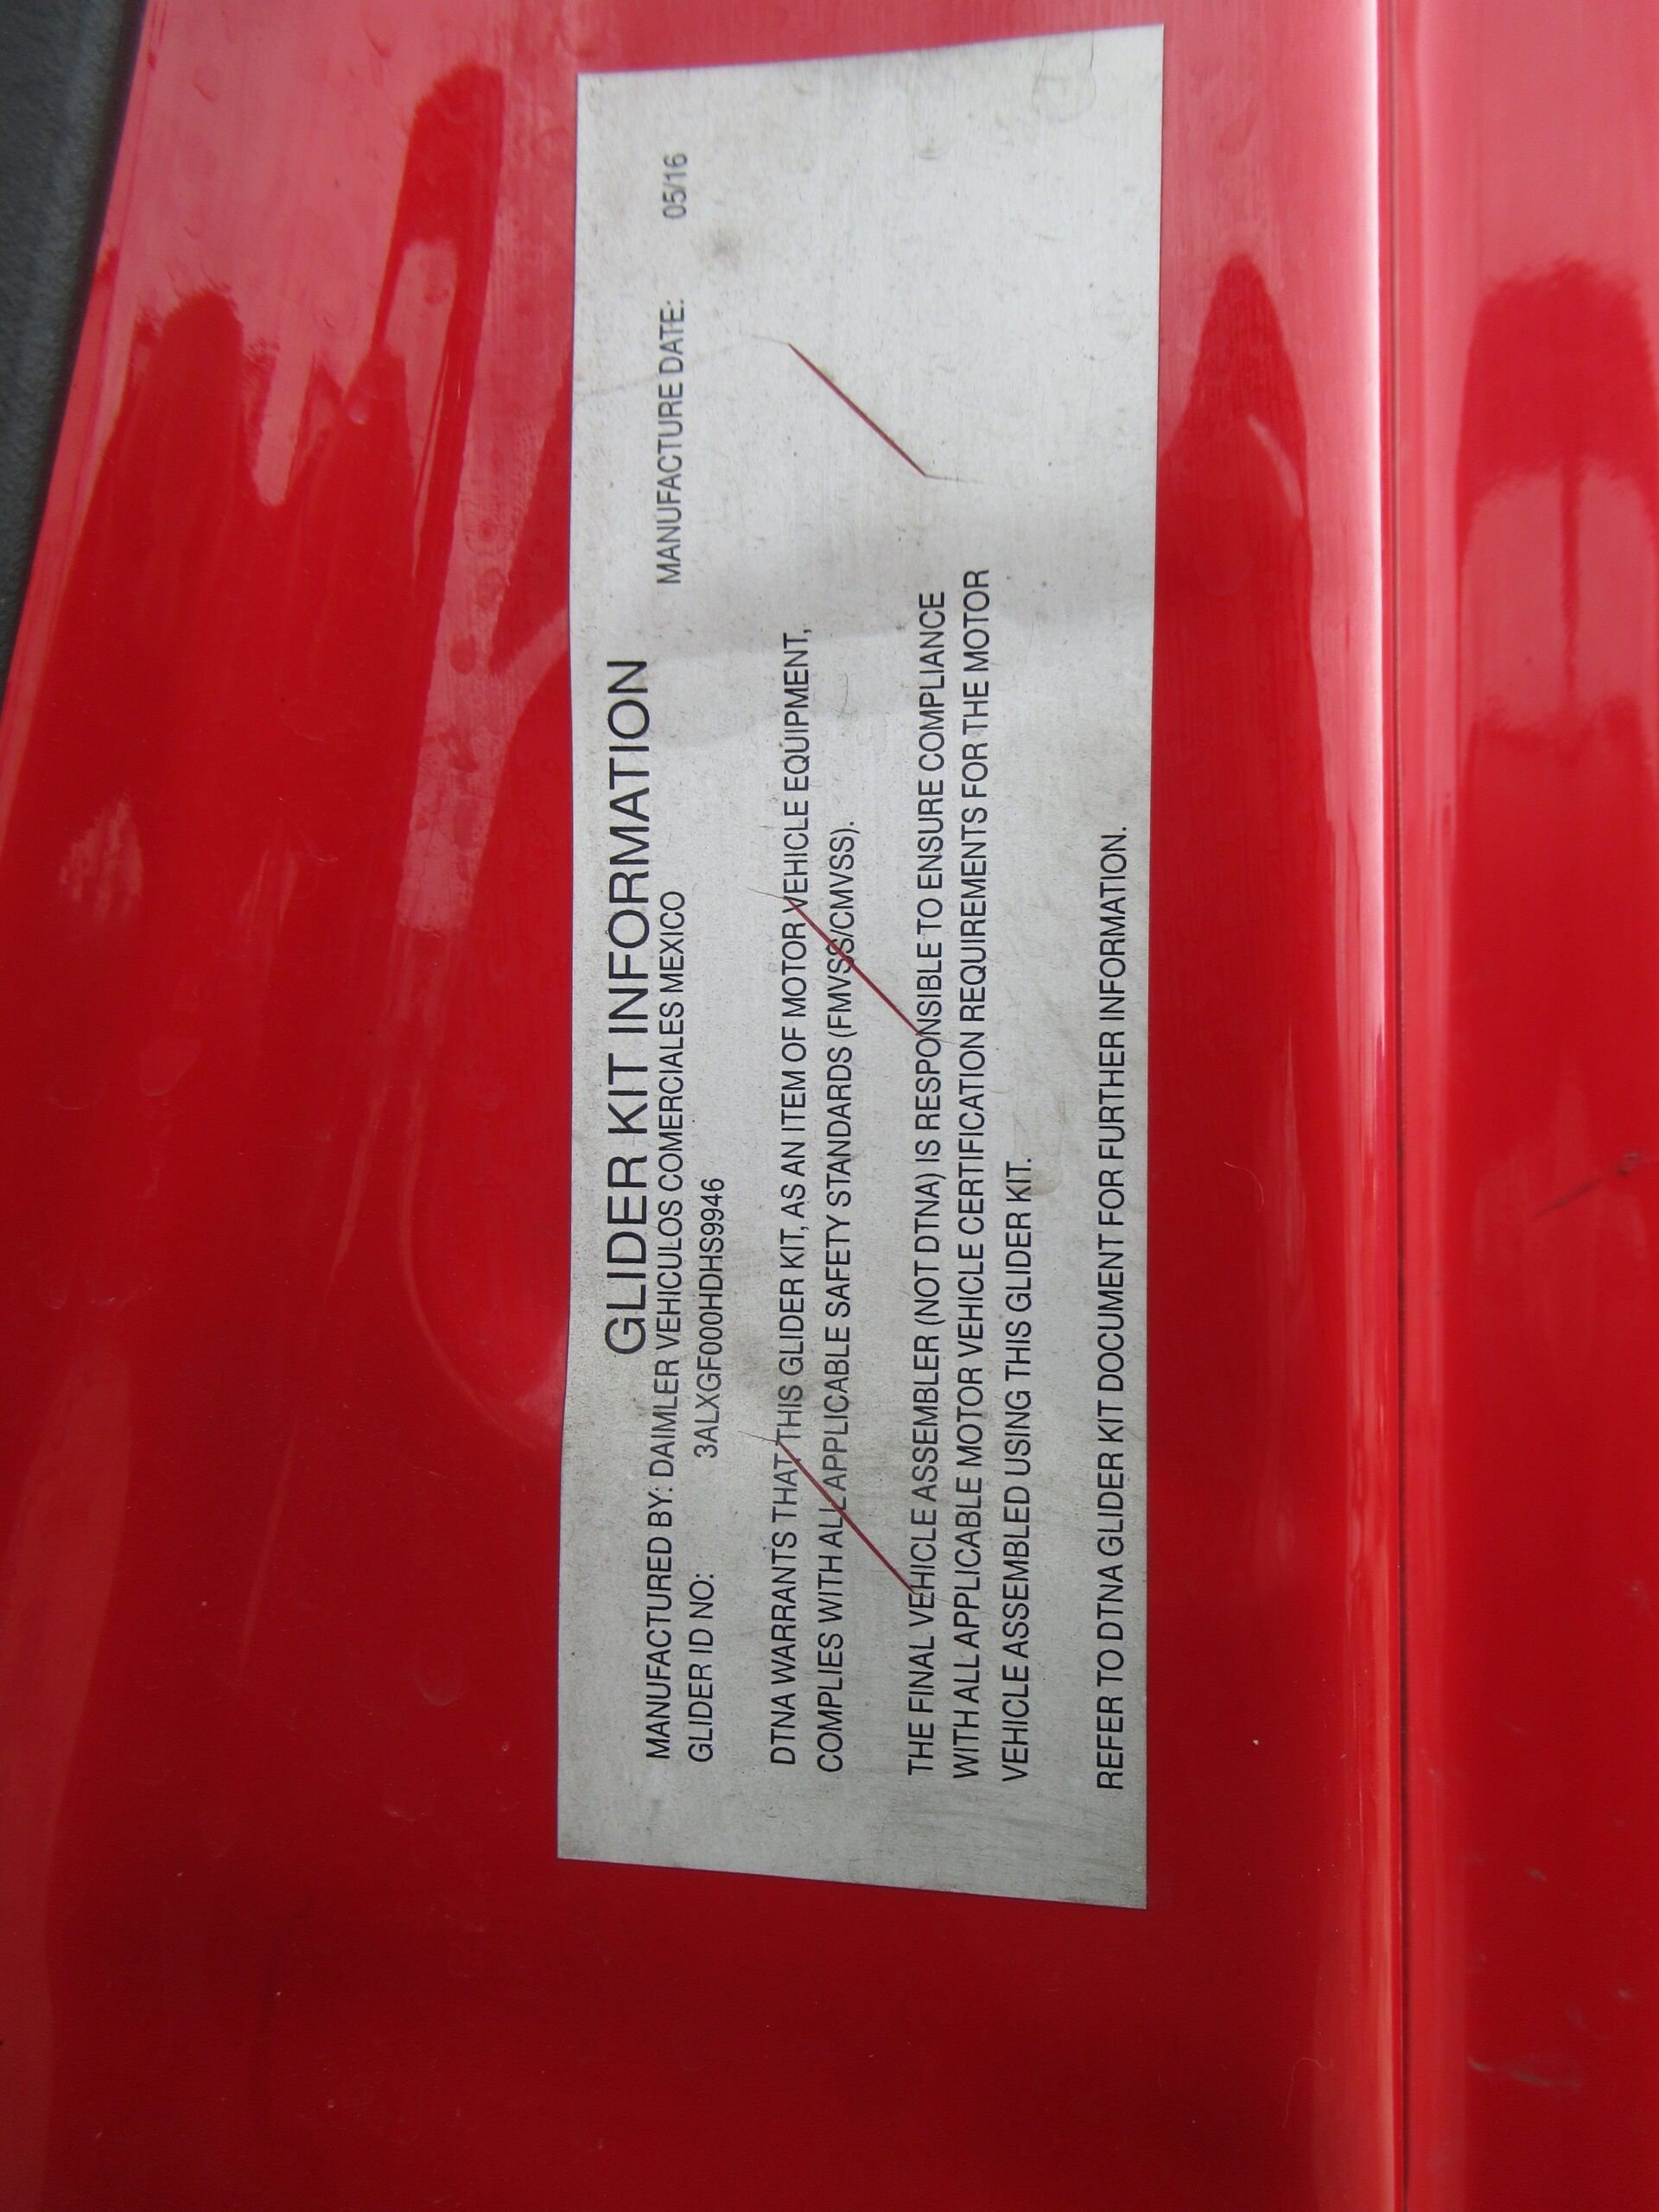 GLIDER KIT INFORMATION
MANUFACTURED BY: DAIMLER VEHICULOS COMERCIALES MEXICO MANUFACTURE DATE: 05/16
GLIDER ID NO: 3ALXGF000HDHS9946
DTNA WARRANTS THAT THIS GLIDER KIT, AS AN ITEM OF MOTOR VEHICLE EQUIPMENT,
COMPLIES WITH ALL APPLICABLE SAFETY STANDARDS (FMVSS/CMVSS).
THE FINAL VEHICLE ASSEMBLER (NOT DTNA) IS RESPONSIBLE TO ENSURE COMPLIANCE
WITH ALL APPLICABLE MOTOR VEHICLE CERTIFICATION REQUIREMENTS FOR THE MOTOR
VEHICLE ASSEMBLED USING THIS GLIDER KIT.
REFER TO DTNA GLIDER KIT DOCUMENT FOR FURTHER INFORMATION.